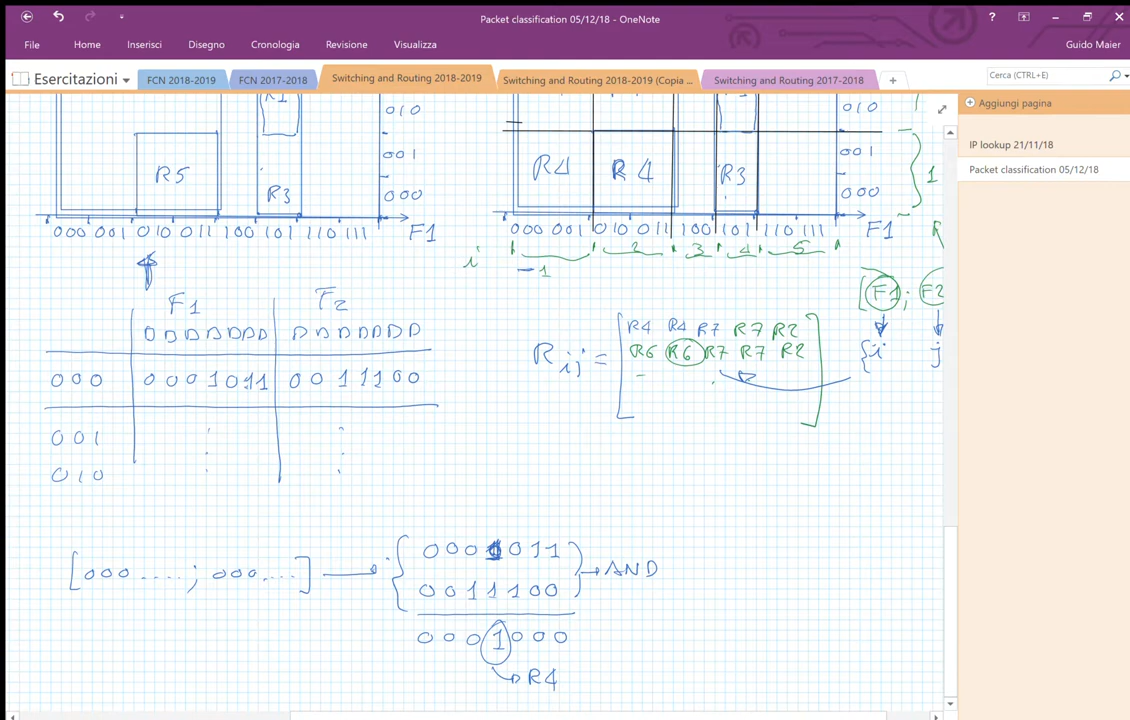 Packet classification 05/12/18 - OneNote
File Home Inserisci Disegno Cronologia Revisione Visualizza
Guido Maier
Esercitazioni
FCN 2018-2019
FCN 2017-2018
Switching and Routing 2018-2019
Switching and Routing 2018-2019 (Copia ...
Switching and Routing 2017-2018
Cerca (CTRL+E)
Aggiungi pagina
IP lookup 21/11/18
Packet classification 05/12/18
R1
010
001
000
R5
R3
000 001 010 011 100 101 110 111 F1
010
001
000
R4 R4 R3
1
000 001 010 011 100 101 110 111 F1
i 1 2 3 4 5
[F1; F2
{i j
F1 F2
000 0001011 0011100
001
010
Rij =
R4 R4 R7 R7 R2
R6 R6 R7 R7 R2
[000 ....; 000....]
0001011
0011100
AND
0001000
R4